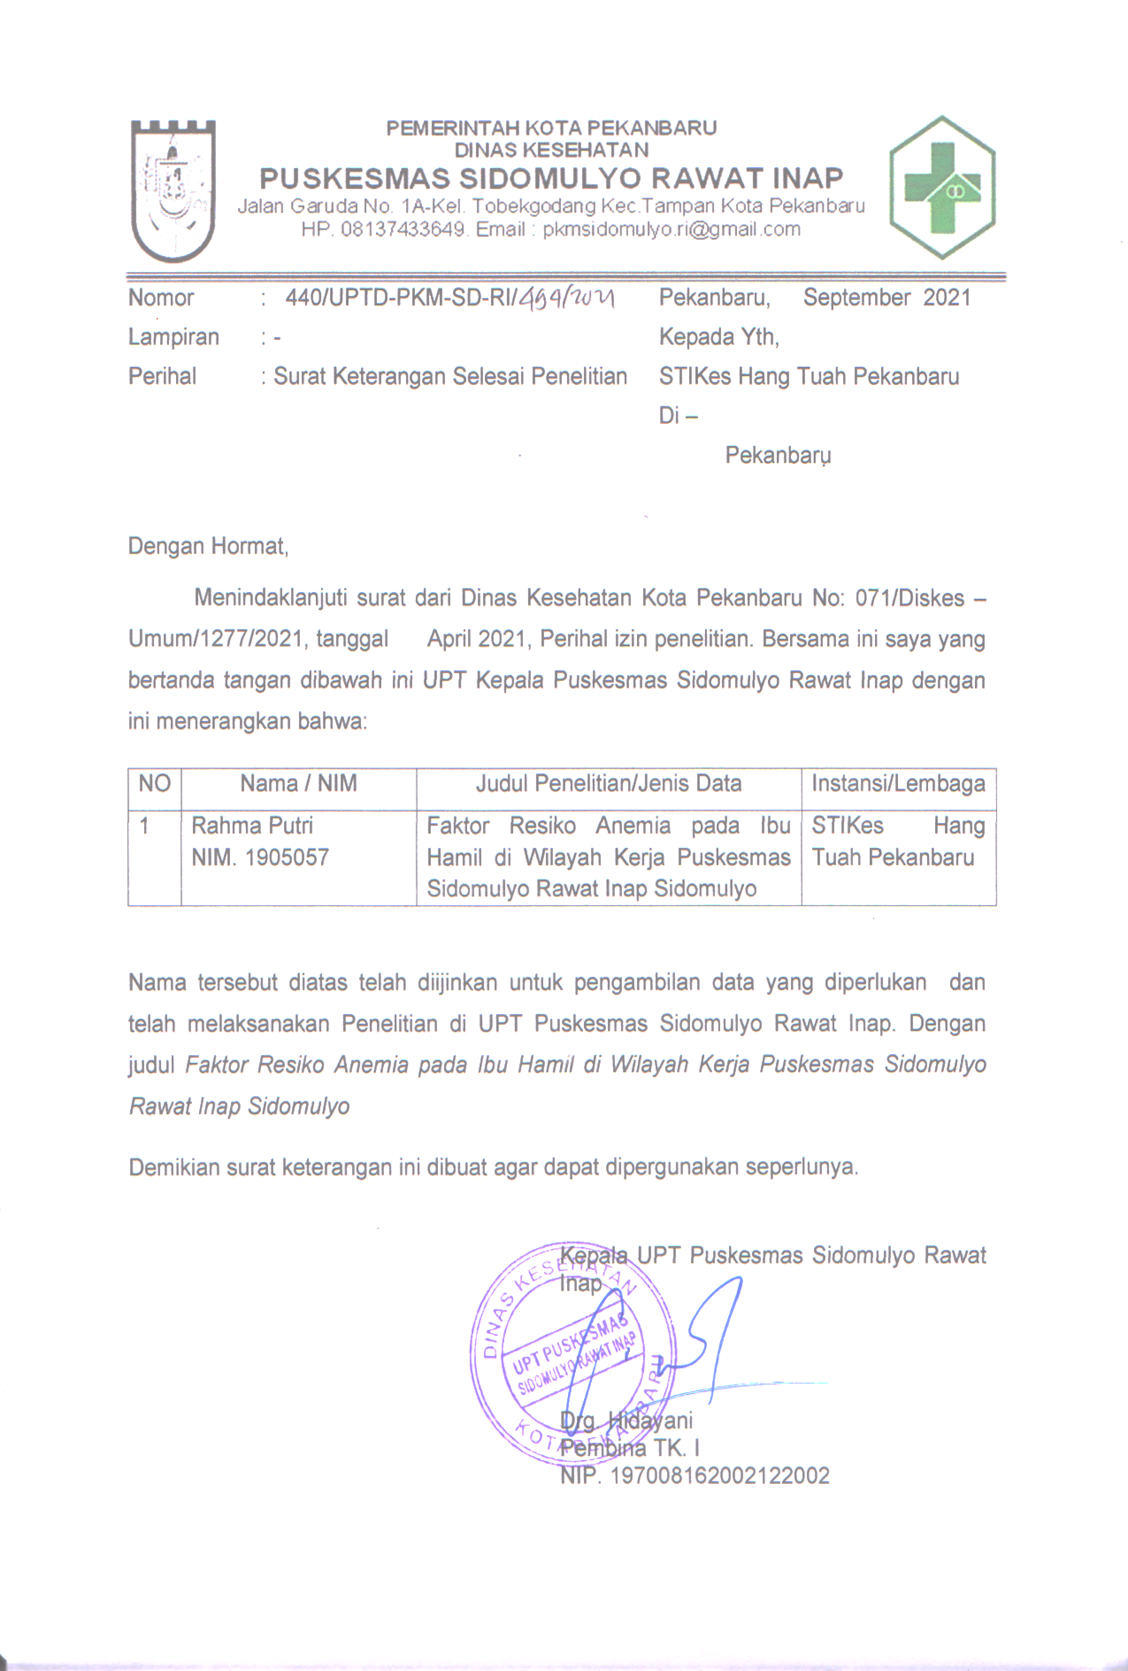 PEMERINTAH KOTA PEKANBARU
DINAS KESEHATAN
PUSKESMAS SIDOMULYO RAWAT INAP
Jalan Garuda No. 1A-Kel. Tobekgodang Kec.Tampan Kota Pekanbaru
HP. 08137433649. Email : pkmsidomulyo.ri@gmail.com
Nomor : 440/UPTD-PKM-SD-RI/ /2021 Pekanbaru, September 2021
Lampiran : - Kepada Yth,
Perihal : Surat Keterangan Selesai Penelitian STIKes Hang Tuah Pekanbaru
Di –
Pekanbaru
Dengan Hormat,
Menindaklanjuti surat dari Dinas Kesehatan Kota Pekanbaru No: 071/Diskes –
Umum/1277/2021, tanggal April 2021, Perihal izin penelitian. Bersama ini saya yang
bertanda tangan dibawah ini UPT Kepala Puskesmas Sidomulyo Rawat Inap dengan
ini menerangkan bahwa:
NO Nama / NIM Judul Penelitian/Jenis Data Instansi/Lembaga
1 Rahma Putri Faktor Resiko Anemia pada Ibu STIKes Hang
NIM. 1905057 Hamil di Wilayah Kerja Puskesmas Tuah Pekanbaru
Sidomulyo Rawat Inap Sidomulyo
Nama tersebut diatas telah diijinkan untuk pengambilan data yang diperlukan dan
telah melaksanakan Penelitian di UPT Puskesmas Sidomulyo Rawat Inap. Dengan
judul Faktor Resiko Anemia pada Ibu Hamil di Wilayah Kerja Puskesmas Sidomulyo
Rawat Inap Sidomulyo
Demikian surat keterangan ini dibuat agar dapat dipergunakan seperlunya.
Kepala UPT Puskesmas Sidomulyo Rawat
Inap
DINAS KESEHATAN
UPT PUSKESMAS
SIDOMULYO RAWAT INAP
KOTA PEKANBARU
Drg. Hidayani
Pembina TK. I
NIP. 197008162002122002